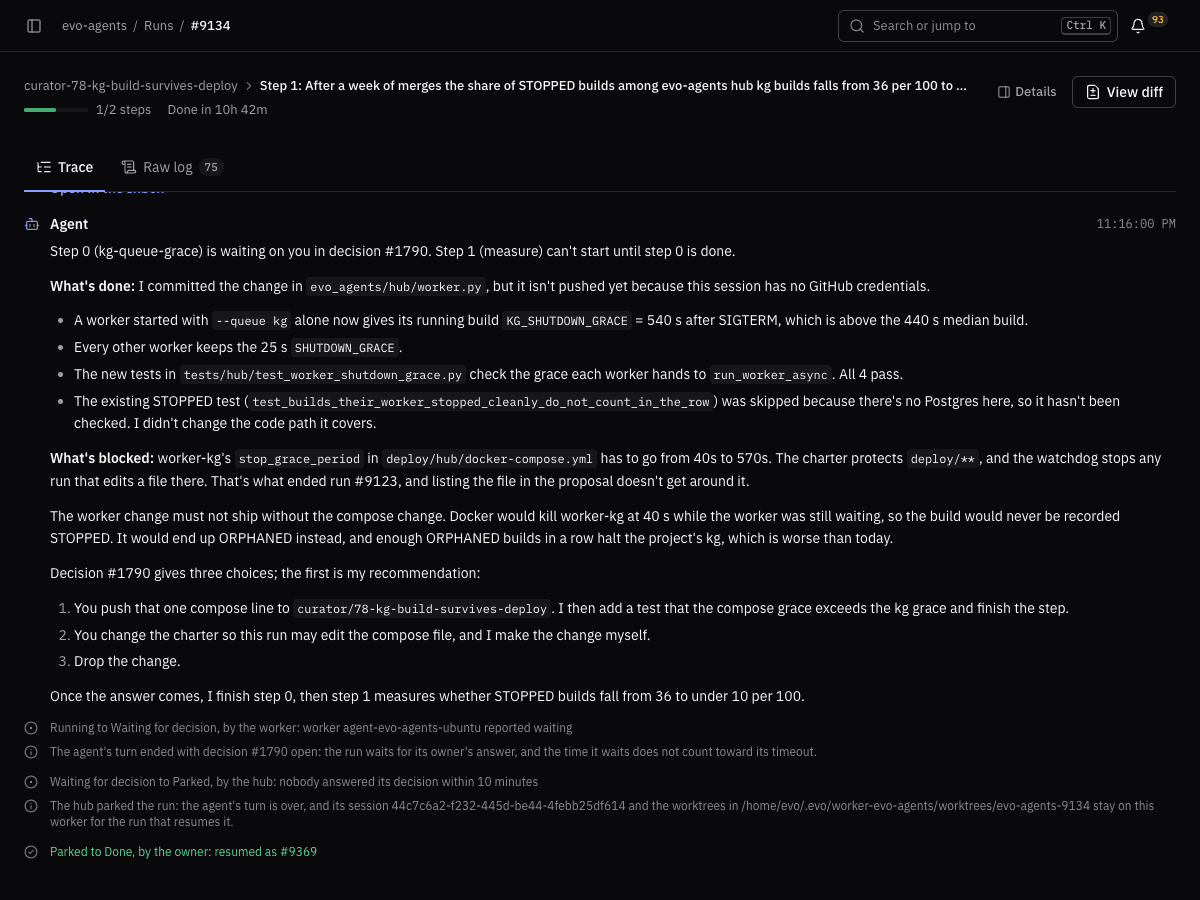 evo-agents / Runs / #9134
Search or jump to
Ctrl K
93
curator-78-kg-build-survives-deploy > Step 1: After a week of merges the share of STOPPED builds among evo-agents hub kg builds falls from 36 per 100 to ...
1/2 steps Done in 10h 42m
Details
View diff
Trace
Raw log 75
Agent
11:16:00 PM
Step 0 (kg-queue-grace) is waiting on you in decision #1790. Step 1 (measure) can't start until step 0 is done.
What's done: I committed the change in evo_agents/hub/worker.py, but it isn't pushed yet because this session has no GitHub credentials.
• A worker started with --queue kg alone now gives its running build KG_SHUTDOWN_GRACE = 540 s after SIGTERM, which is above the 440 s median build.
• Every other worker keeps the 25 s SHUTDOWN_GRACE.
• The new tests in tests/hub/test_worker_shutdown_grace.py check the grace each worker hands to run_worker_async. All 4 pass.
• The existing STOPPED test (test_builds_their_worker_stopped_cleanly_do_not_count_in_the_row) was skipped because there's no Postgres here, so it hasn't been
checked. I didn't change the code path it covers.
What's blocked: worker-kg's stop_grace_period in deploy/hub/docker-compose.yml has to go from 40s to 570s. The charter protects deploy/**, and the watchdog stops any
run that edits a file there. That's what ended run #9123, and listing the file in the proposal doesn't get around it.
The worker change must not ship without the compose change. Docker would kill worker-kg at 40 s while the worker was still waiting, so the build would never be recorded
STOPPED. It would end up ORPHANED instead, and enough ORPHANED builds in a row halt the project's kg, which is worse than today.
Decision #1790 gives three choices; the first is my recommendation:
1. You push that one compose line to curator/78-kg-build-survives-deploy. I then add a test that the compose grace exceeds the kg grace and finish the step.
2. You change the charter so this run may edit the compose file, and I make the change myself.
3. Drop the change.
Once the answer comes, I finish step 0, then step 1 measures whether STOPPED builds fall from 36 to under 10 per 100.
Running to Waiting for decision, by the worker: worker agent-evo-agents-ubuntu reported waiting
The agent's turn ended with decision #1790 open: the run waits for its owner's answer, and the time it waits does not count toward its timeout.
Waiting for decision to Parked, by the hub: nobody answered its decision within 10 minutes
The hub parked the run: the agent's turn is over, and its session 44c7c6a2-f232-445d-be44-4febb25df614 and the worktrees in /home/evo/.evo/worker-evo-agents/worktrees/evo-agents-9134 stay on this
worker for the run that resumes it.
Parked to Done, by the owner: resumed as #9369